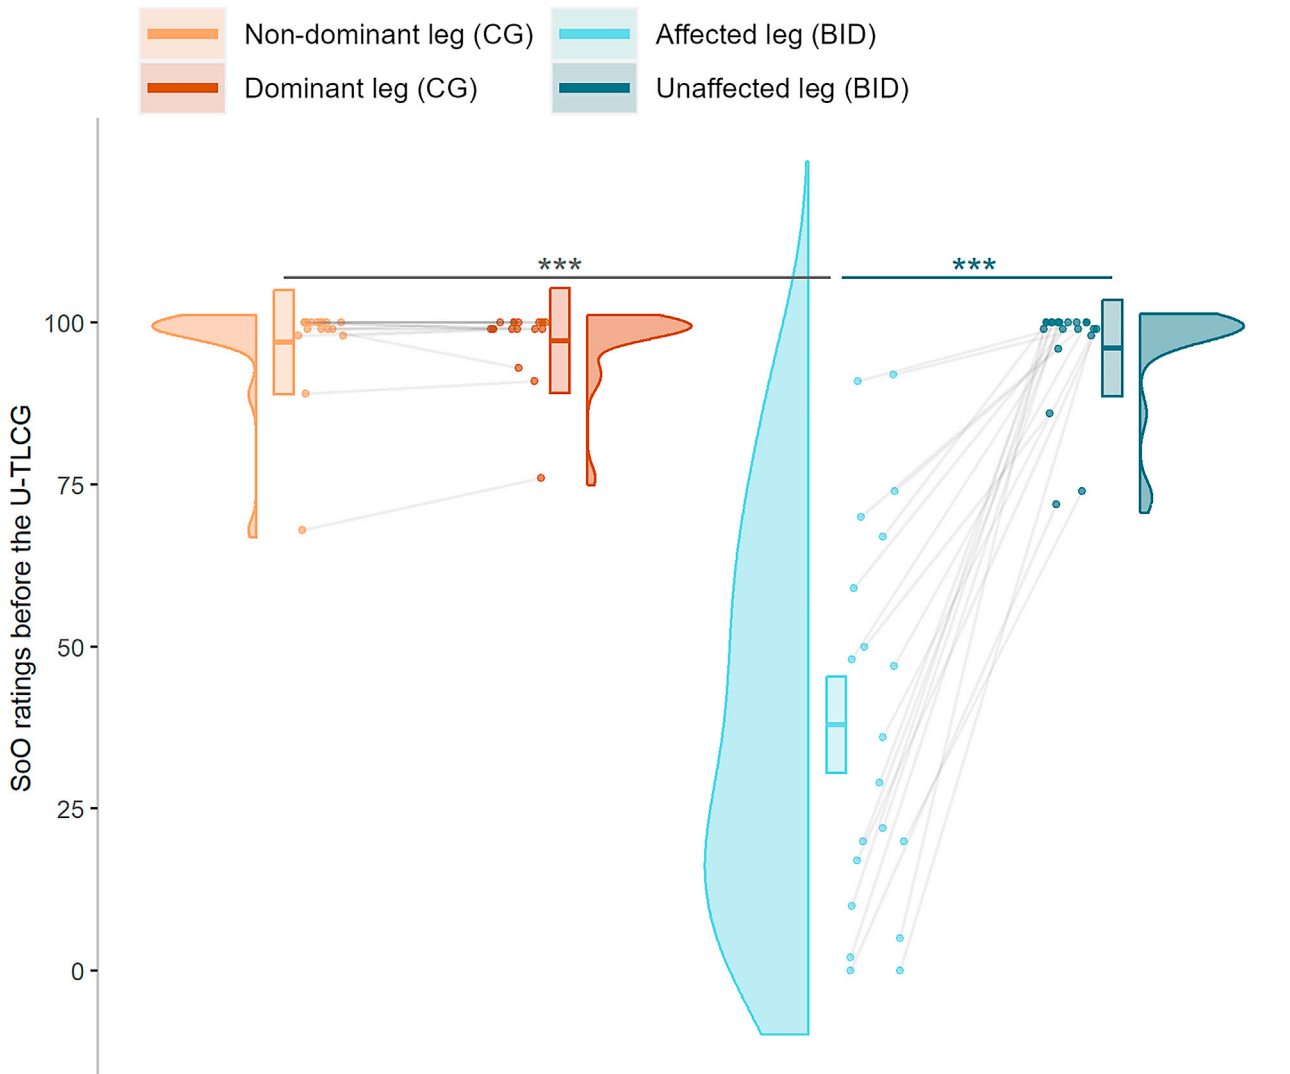 Non-dominant leg (CG)
Affected leg (BID)
Dominant leg (CG)
Unaffected leg (BID)
***
***
SoO ratings before the U-TLCG
100
75
50
25
0